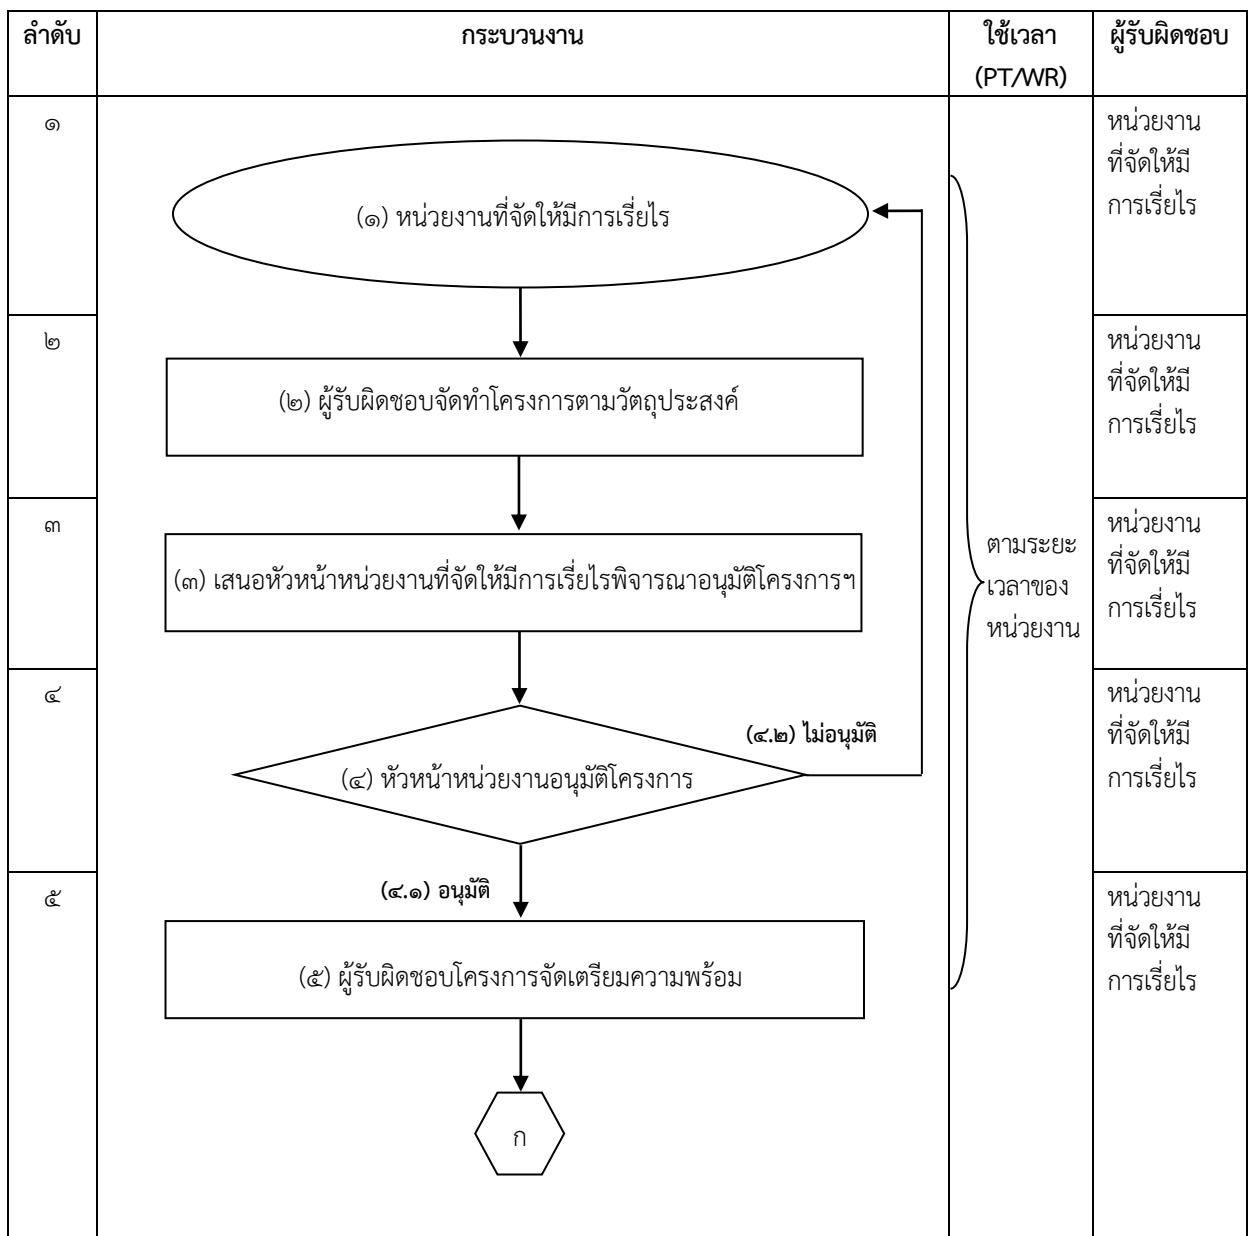 ลำดับ
กระบวนงาน
ใช้เวลา
(PT/WR)
ผู้รับผิดชอบ
๑
(๑) หน่วยงานที่จัดให้มีการเรี่ยไร
หน่วยงาน
ที่จัดให้มี
การเรี่ยไร
๒
(๒) ผู้รับผิดชอบจัดทำโครงการตามวัตถุประสงค์
หน่วยงาน
ที่จัดให้มี
การเรี่ยไร
๓
(๓) เสนอหัวหน้าหน่วยงานที่จัดให้มีการเรี่ยไรพิจารณาอนุมัติโครงการฯ
ตามระยะ
เวลาของ
หน่วยงาน
หน่วยงาน
ที่จัดให้มี
การเรี่ยไร
๔
(๔.๒) ไม่อนุมัติ
(๔) หัวหน้าหน่วยงานอนุมัติโครงการ
หน่วยงาน
ที่จัดให้มี
การเรี่ยไร
(๔.๑) อนุมัติ
๕
(๕) ผู้รับผิดชอบโครงการจัดเตรียมความพร้อม
หน่วยงาน
ที่จัดให้มี
การเรี่ยไร
ก